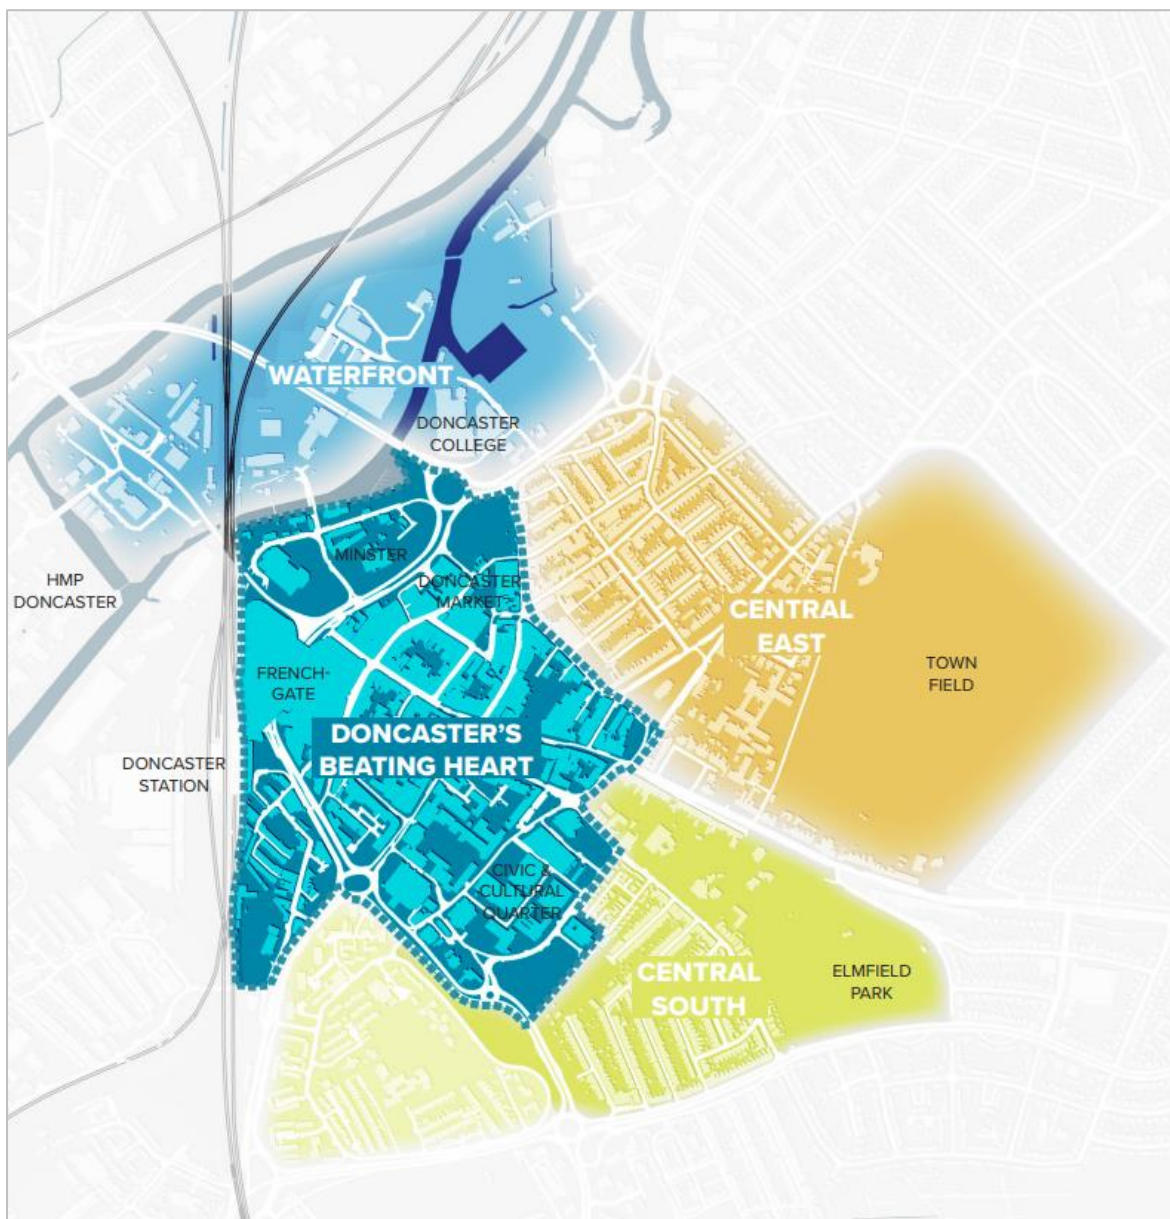 WATERFRONT
DONCASTER
COLLEGE
MINSTER
DONCASTER
MARKET
HMP
DONCASTER
CENTRAL
EAST
TOWN
FIELD
FRENCH-
GATE
DONCASTER'S
BEATING HEART
DONCASTER
STATION
CIVIC &
CULTURAL
QUARTER
CENTRAL
SOUTH
ELMFIELD
PARK